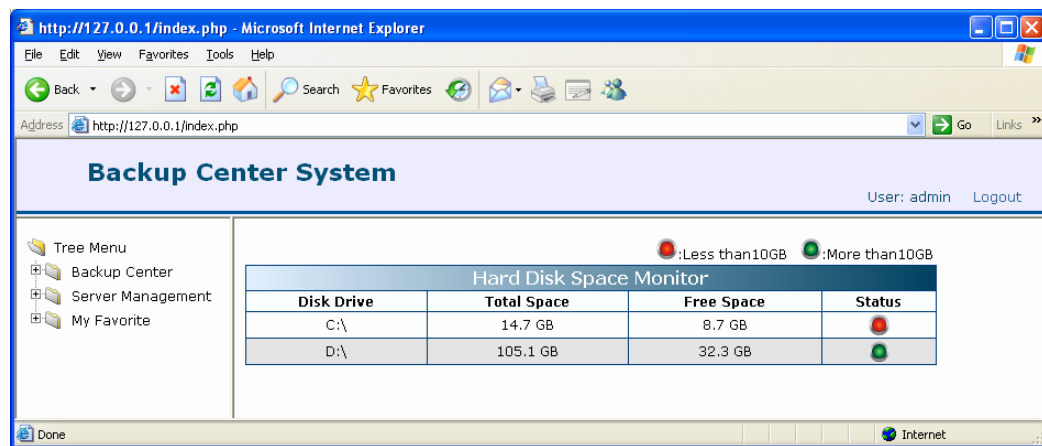 http://127.0.0.1/index.php - Microsoft Internet Explorer
File Edit View Favorites Tools Help
Back Search Favorites
Address http://127.0.0.1/index.php Go Links »
Backup Center System
User: admin Logout
Tree Menu
Backup Center
Server Management
My Favorite
:Less than10GB :More than10GB
Hard Disk Space Monitor
Disk Drive Total Space Free Space Status
C:\ 14.7 GB 8.7 GB
D:\ 105.1 GB 32.3 GB
Done Internet